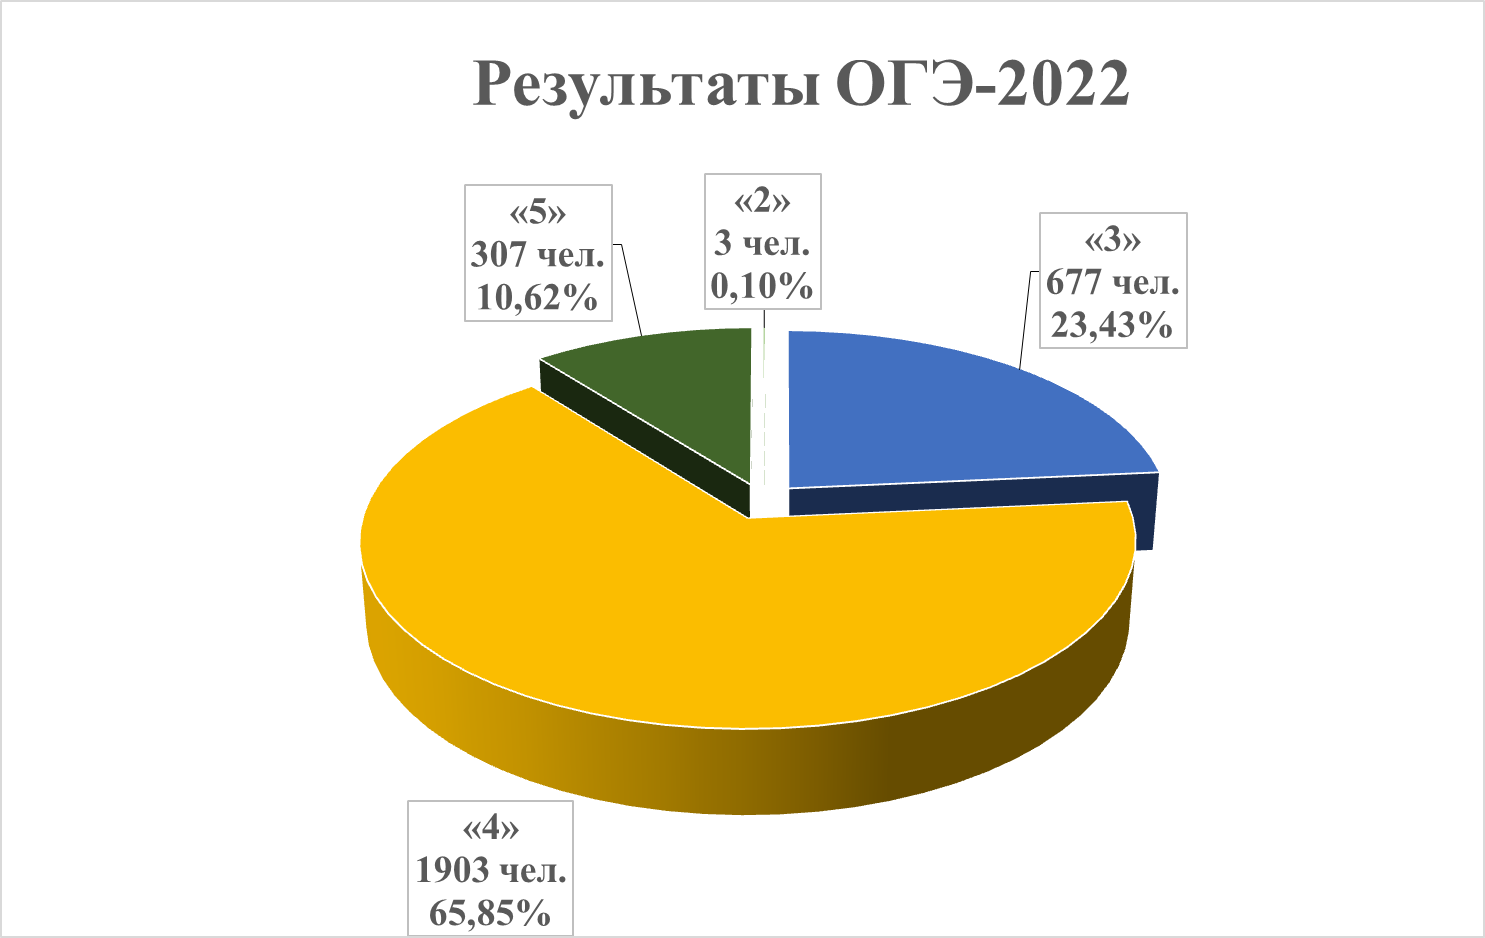 Результаты ОГЭ-2022
«5»
307 чел.
10,62%
«2»
3 чел.
0,10%
«3»
677 чел.
23,43%
«4»
1903 чел.
65,85%